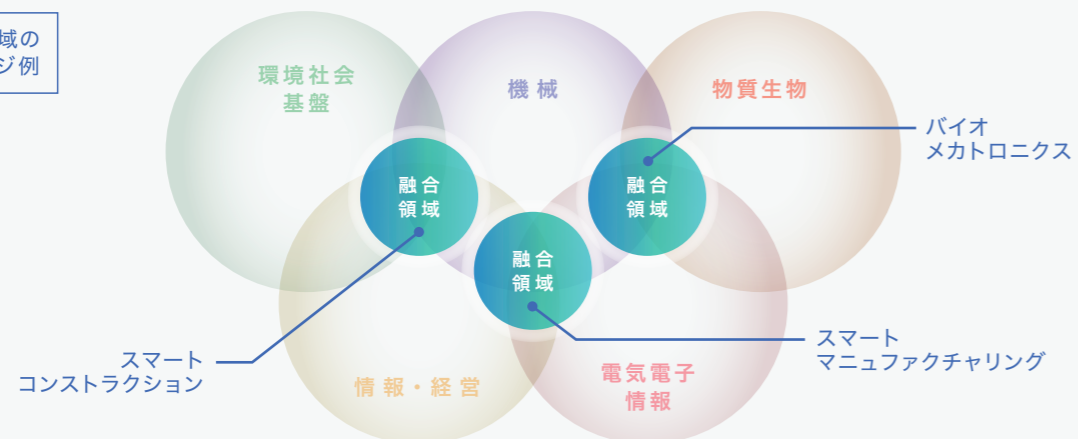 域の
ジ例
環境社会
基盤
機械
物質生物
バイオ
メカトロニクス
融合
領域
融合
領域
融合
領域
スマート
コンストラクション
スマート
マニュファクチャリング
情報・経営
電気電子
情報